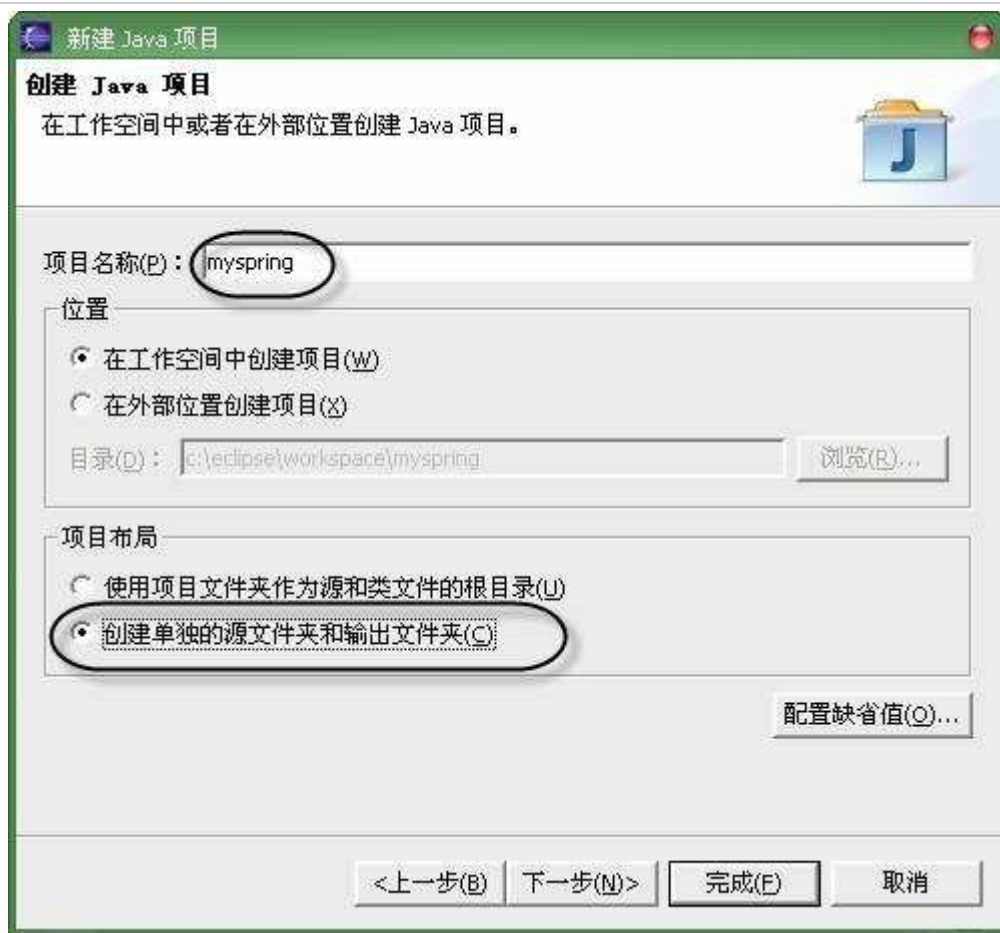 新建 Java 项目
创建 Java 项目
在工作空间中或者在外部位置创建 Java 项目。
J
项目名称(P)：myspring
位置
在工作空间中创建项目(W)
在外部位置创建项目(X)
目录(D)：c:\eclipse\workspace\myspring 浏览(R)...
项目布局
使用项目文件夹作为源和类文件的根目录(U)
创建单独的源文件夹和输出文件夹(C)
配置缺省值(O)...
<上一步(B) 下一步(N)> 完成(F) 取消